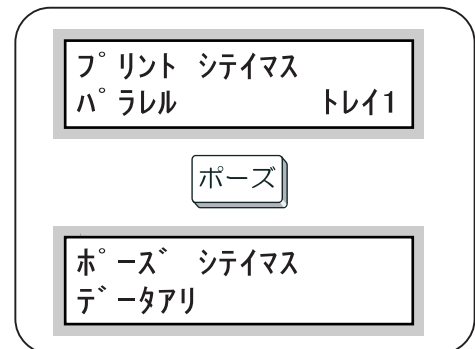 プリント シテイマス
パラレル トレイ1
ポーズ
ポーズ シテイマス
データアリ